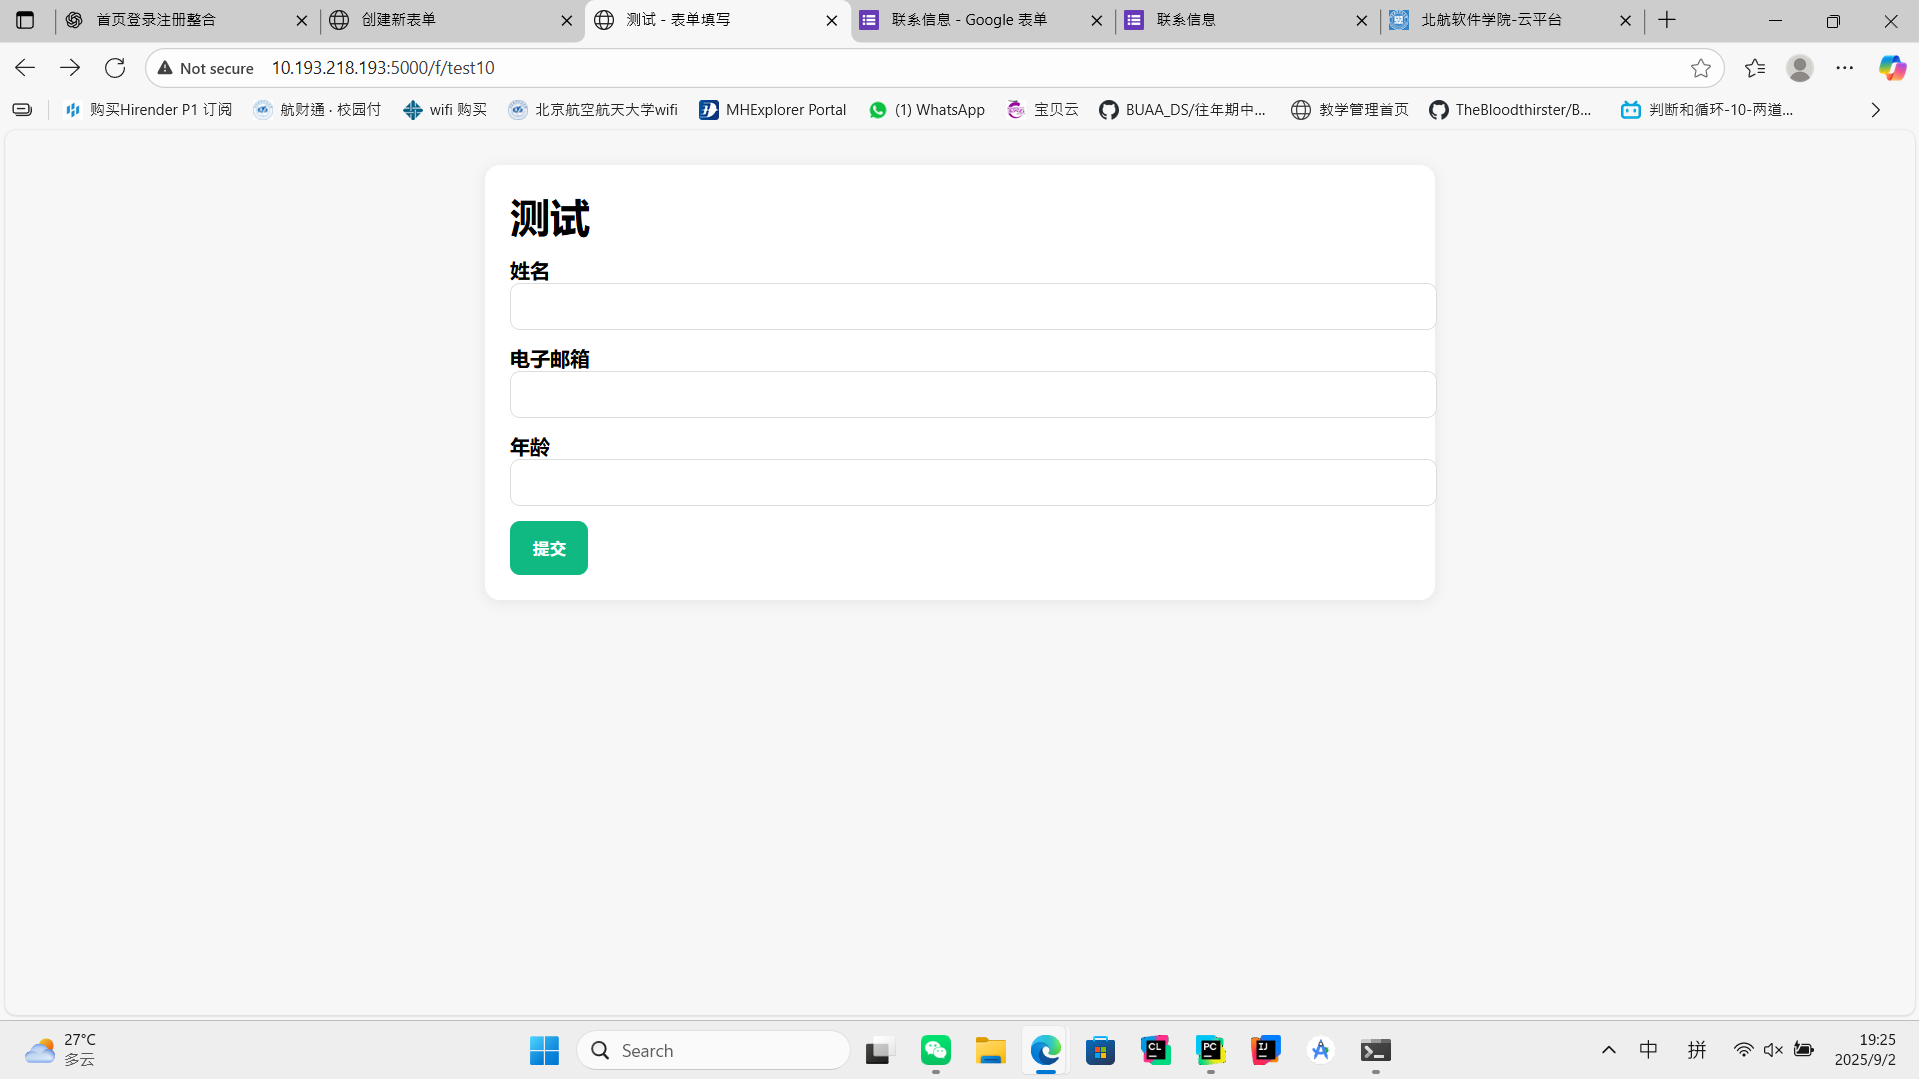 首页登录注册整合
创建新表单
测试 - 表单填写
联系信息 - Google 表单
联系信息
北航软件学院-云平台
Not secure
10.193.218.193:5000/f/test10
购买Hirender P1 订阅
航财通 · 校园付
wifi 购买
北京航空航天大学wifi
MHExplorer Portal
(1) WhatsApp
宝贝云
BUAA_DS/往年期中...
教学管理首页
TheBloodthirster/B...
判断和循环-10-两道...
测试
姓名
电子邮箱
年龄
提交
27°C
多云
Search
CL
PC
IJ
中
拼
19:25
2025/9/2